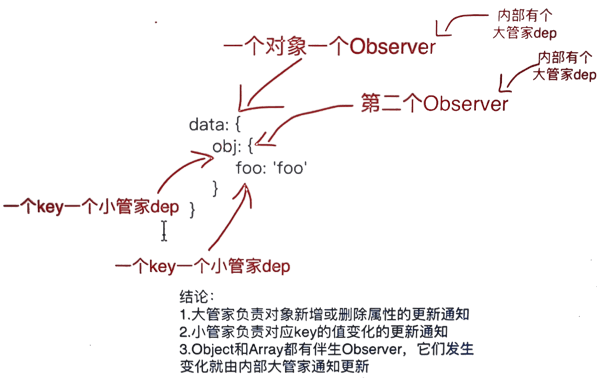 内部有个
大管家dep
一个对象一个Observer
内部有个
大管家dep
第二个Observer
data: {
obj: {
foo: 'foo'
}
一个key一个小管家dep
}
一个key一个小管家dep
结论：
1.大管家负责对象新增或删除属性的更新通知
2.小管家负责对应key的值变化的更新通知
3.Object和Array都有伴生Observer，它们发生
变化就由内部大管家通知更新